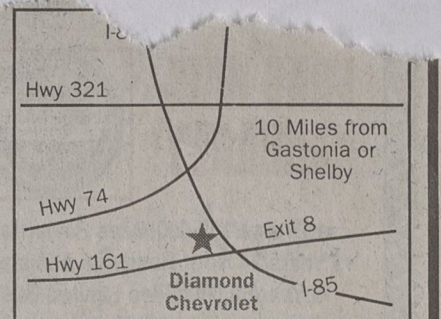 Hwy 321
10 Miles from
Gastonia or
Shelby
Hwy 74
Exit 8
Hwy 161
Diamond
Chevrolet
I-85